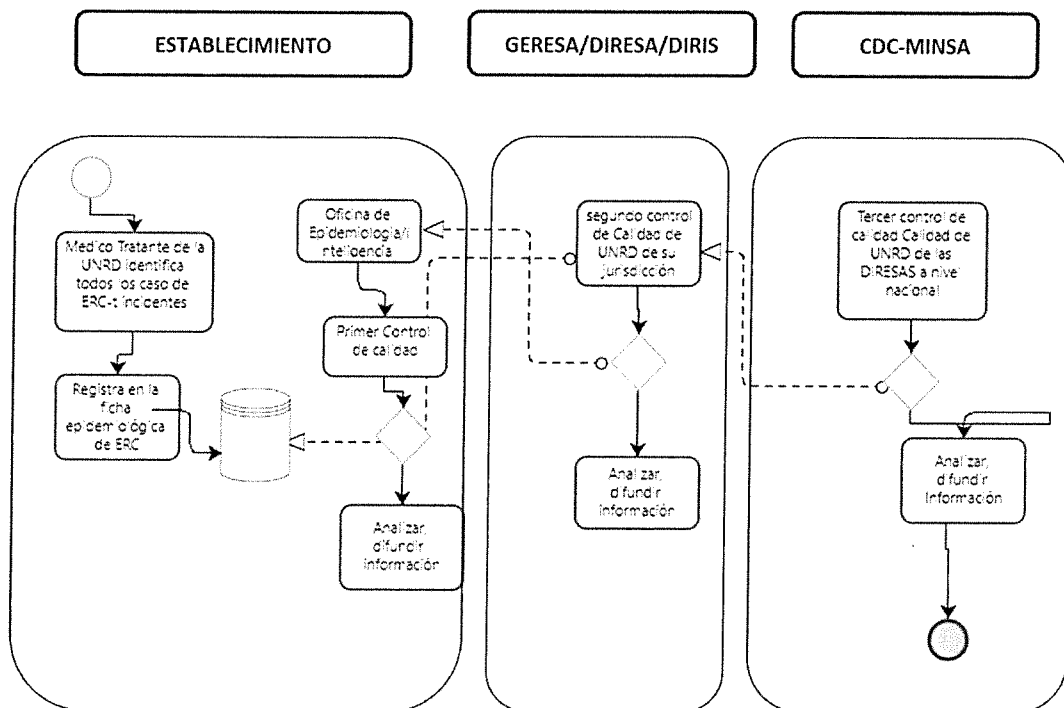 ESTABLECIMIENTO
GERESA/DIRESA/DIRIS
CDC-MINSA
Medico Tratante de la
UNRD identifica
todos los caso de
ERC-t incidentes
Registra en la
ficha
epidemiológica
de ERC
Oficina de
Epidemiologia/i
nteligencia
Primer Control
de calidad
Analizar,
difundir
información
segundo control
de Calidad de
UNRD de su
jurisdicción
Analizar,
difundir
Información
Tercer control de
calidad Calidad de
UNRD de las
DIRESAS a nivel
nacional
Analizar,
difundir
Información